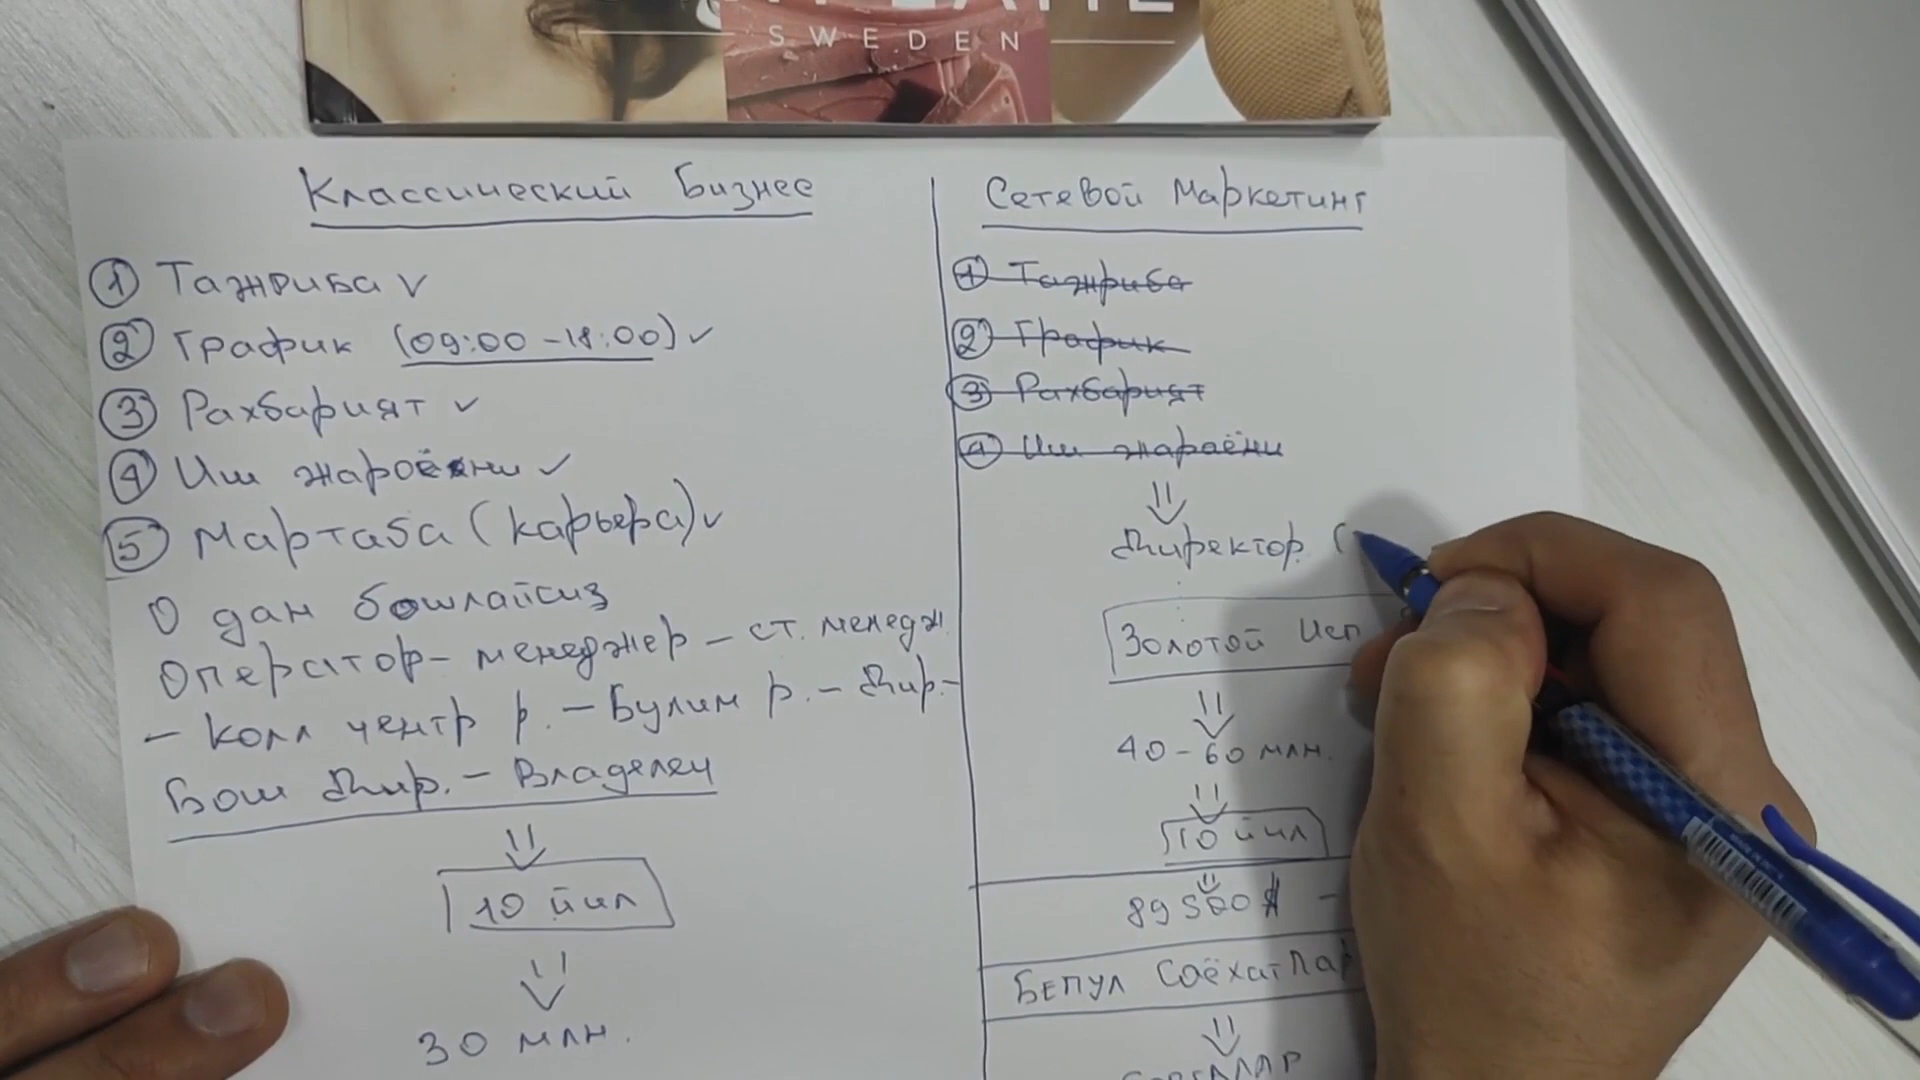 SWEDEN
Классический Бизнес
① Тажриба ✓
② График (09:00 - 18:00) ✓
③ Рахбарият ✓
④ Иш жароёни ✓
⑤ Мартаба (карьера) ✓
0 дан бошлайсиз
Оператор - менеджер - ст. менедж
- колл центр р. - Булим р. - Дир. -
Бош Дир. - Владелец
10 йил
30 млн.
Сетевой Маркетинг
① Тажриба
② График
③ Рахбарият
④ Иш жараёни
Директор. (
Золотой Исп
40 - 60 млн.
10 йил
$ -
БЕПУЛ Саёхатлар